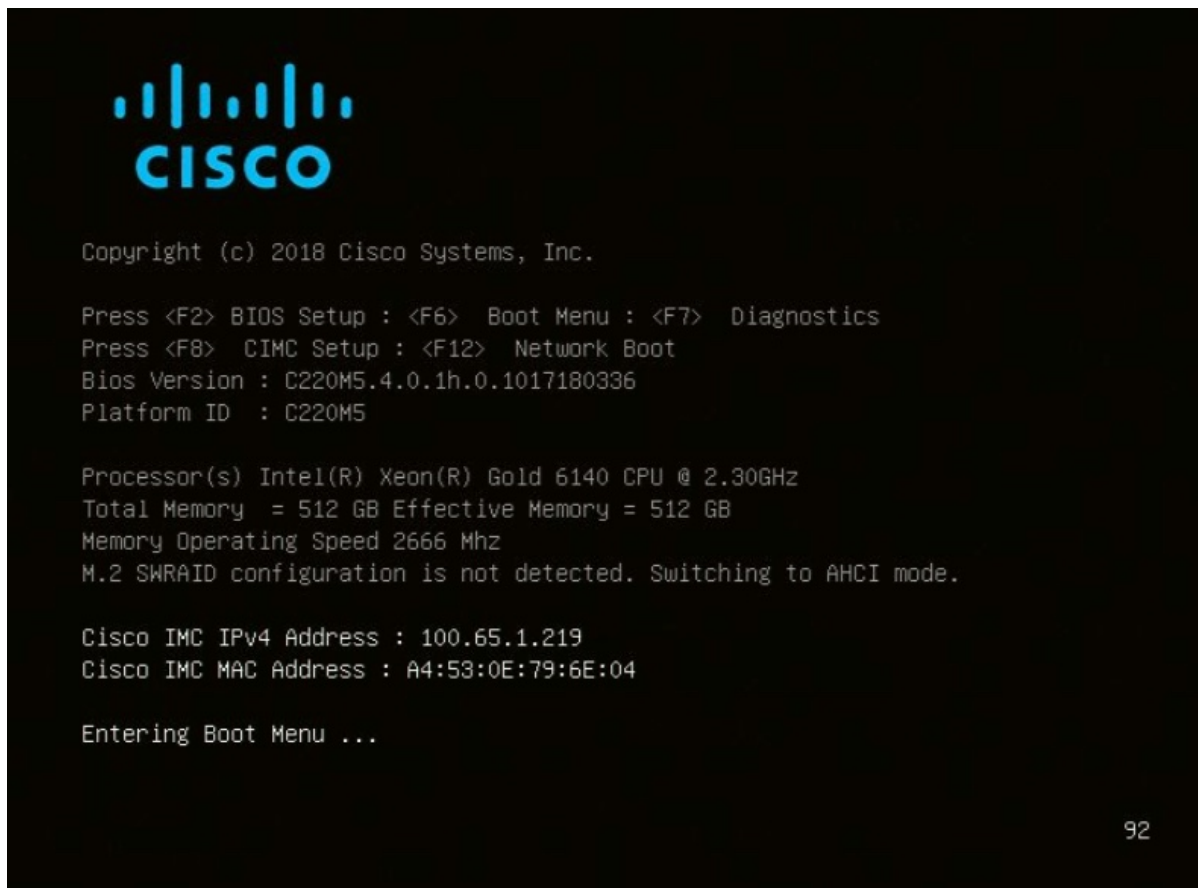 CISCO
Copyright (c) 2018 Cisco Systems, Inc.
Press <F2> BIOS Setup : <F6>  Boot Menu : <F7>  Diagnostics
Press <F8>  CIMC Setup : <F12>  Network Boot
Bios Version : C220M5.4.0.1h.0.1017180336
Platform ID  : C220M5
Processor(s) Intel(R) Xeon(R) Gold 6140 CPU @ 2.30GHz
Total Memory  = 512 GB Effective Memory = 512 GB
Memory Operating Speed 2666 Mhz
M.2 SWRAID configuration is not detected. Switching to AHCI mode.
Cisco IMC IPv4 Address : 100.65.1.219
Cisco IMC MAC Address : A4:53:0E:79:6E:04
Entering Boot Menu ...
92